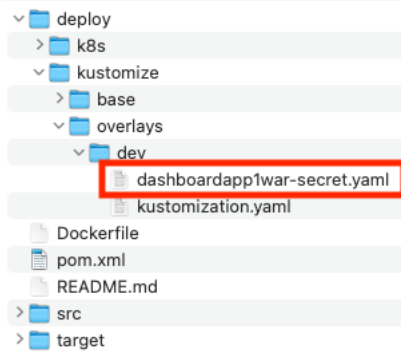 deploy
k8s
kustomize
base
overlays
dev
dashboardapp1war-secret.yaml
kustomization.yaml
Dockerfile
pom.xml
README.md
src
target